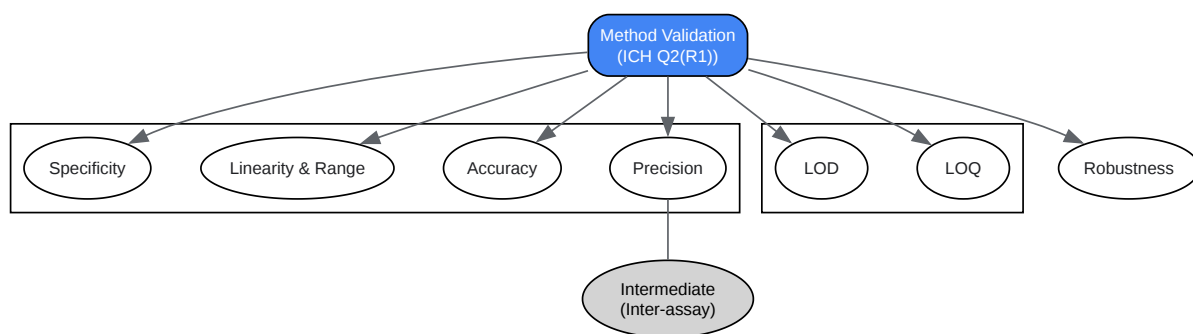 Method Validation
(ICH Q2(R1))
Specificity
Linearity & Range
Accuracy
Precision
LOD
LOQ
Robustness
Intermediate
(Inter-assay)